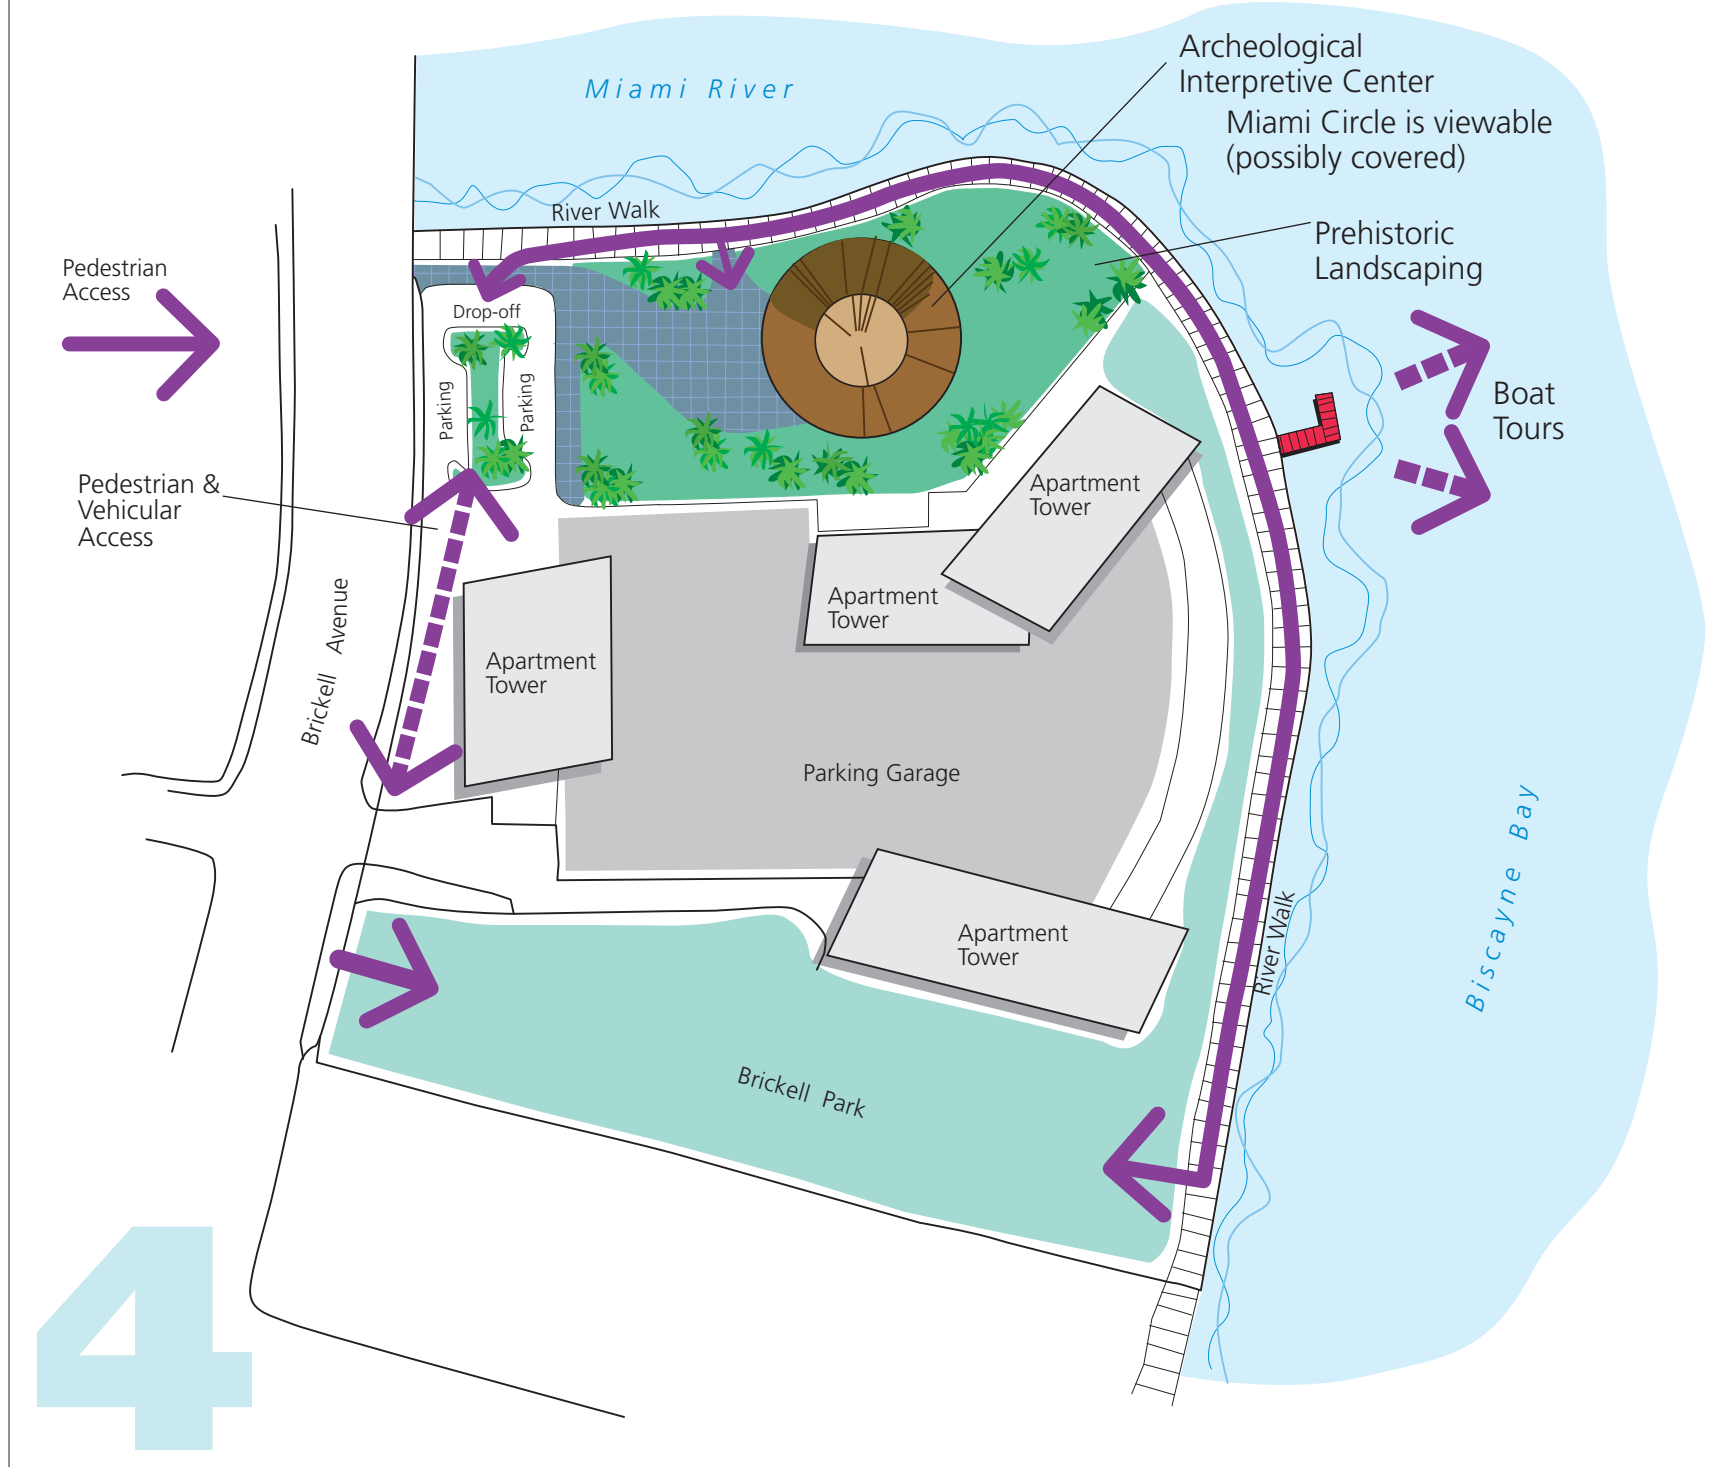 Miami River
Archeological
Interpretive Center
Miami Circle is viewable
(possibly covered)
River Walk
Prehistoric
Landscaping
Pedestrian
Access
Drop-off
Parking
Parking
Boat
Tours
Pedestrian &
Vehicular
Access
Apartment
Tower
Apartment
Tower
Brickell Avenue
Apartment
Tower
Parking Garage
Biscayne Bay
River Walk
Apartment
Tower
Brickell Park
4